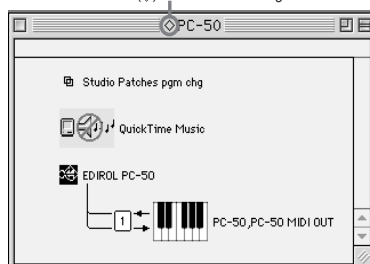 ◇PC-50
Studio Patches pgm chg
QuickTime Music
EDIROL PC-50
1
PC-50,PC-50 MIDI OUT